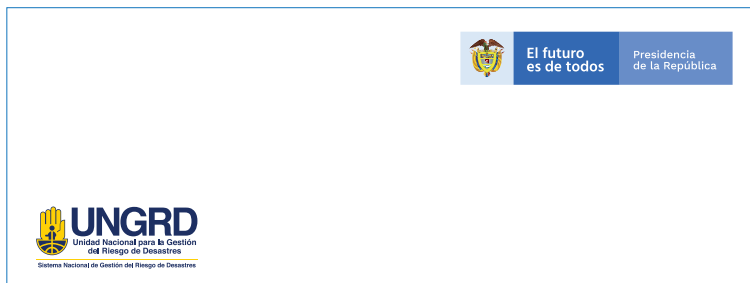 El futuro
es de todos
Presidencia
de la República
UNGRD
Unidad Nacional para la Gestión
del Riesgo de Desastres
Sistema Nacional de Gestión del Riesgo de Desastres